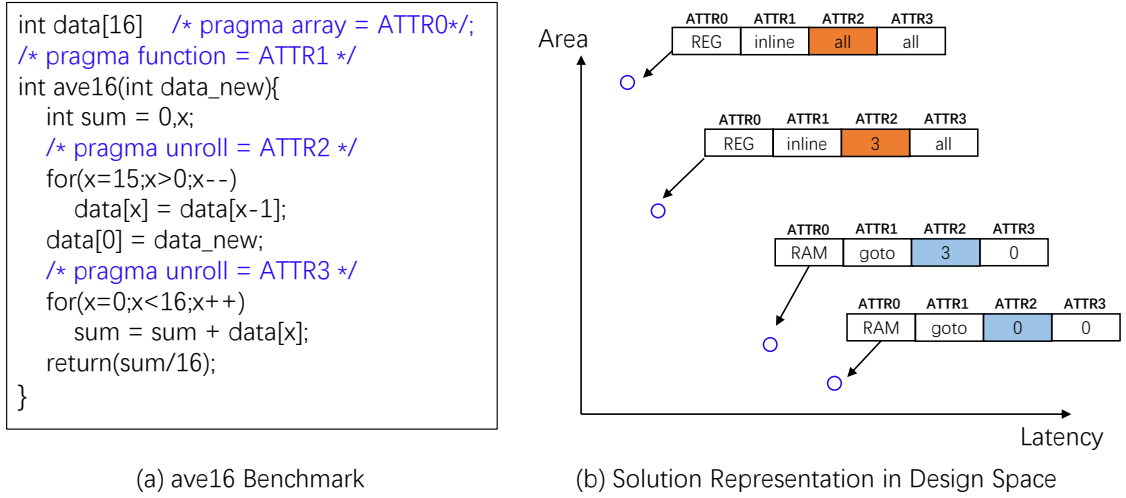 int data[16] /* pragma array = ATTR0*/;
/* pragma function = ATTR1 */
int ave16(int data_new){
int sum = 0,x;
/* pragma unroll = ATTR2 */
for(x=15;x>0;x--)
data[x] = data[x-1];
data[0] = data_new;
/* pragma unroll = ATTR3 */
for(x=0;x<16;x++)
sum = sum + data[x];
return(sum/16);
}
(a) ave16 Benchmark
Area
ATTR0 ATTR1 ATTR2 ATTR3
REG inline all all
ATTR0 ATTR1 ATTR2 ATTR3
REG inline 3 all
ATTR0 ATTR1 ATTR2 ATTR3
RAM goto 3 0
ATTR0 ATTR1 ATTR2 ATTR3
RAM goto 0 0
Latency
(b) Solution Representation in Design Space